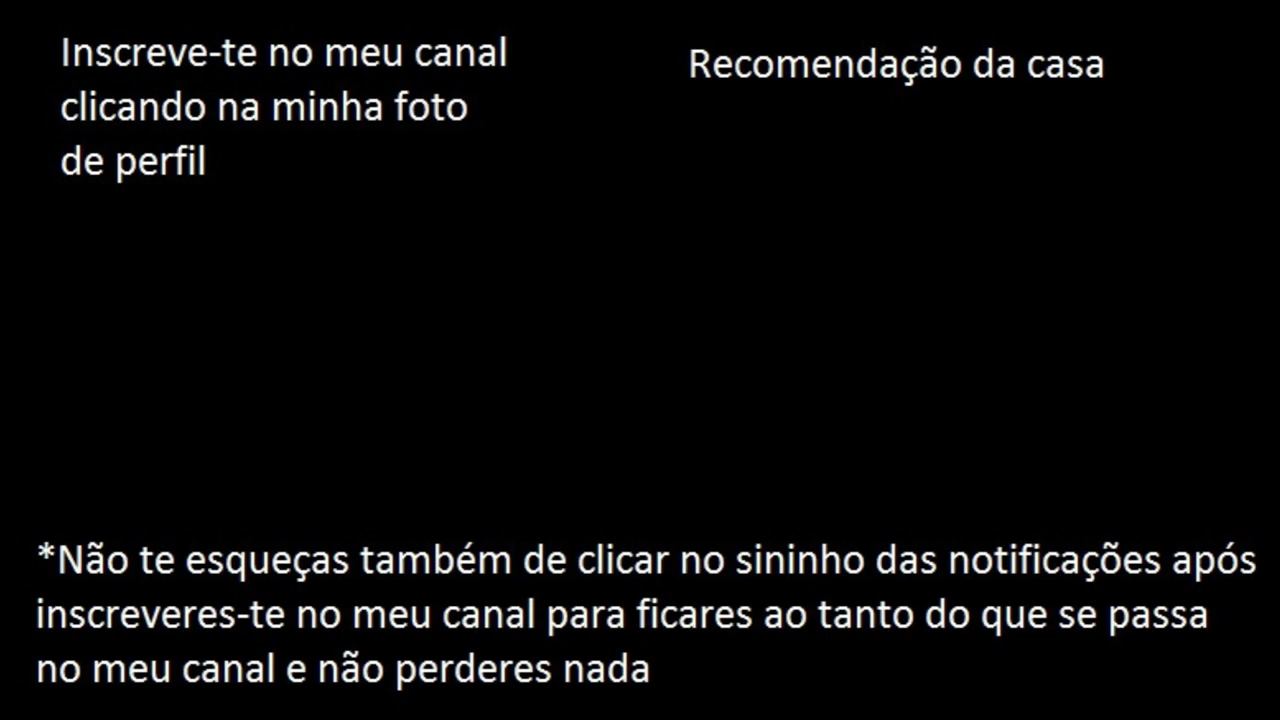 Inscreve-te no meu canal
clicando na minha foto
de perfil
Recomendação da casa
*Não te esqueças também de clicar no sininho das notificações após
inscreveres-te no meu canal para ficares ao tanto do que se passa
no meu canal e não perderes nada